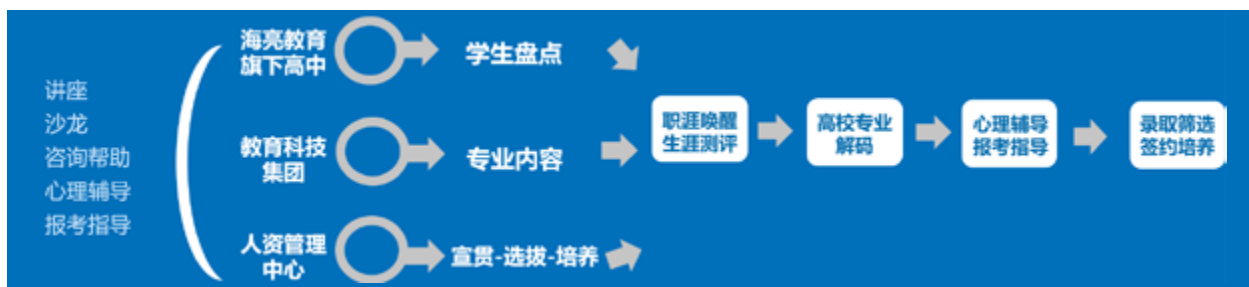 讲座
沙龙
咨询帮助
心理辅导
报考指导
海亮教育
旗下高中
学生盘点
教育科技
集团
专业内容
人资管理
中心
宣贯-选拔-培养
职涯唤醒
生涯测评
高校专业
解码
心理辅导
报考指导
录取筛选
签约培养